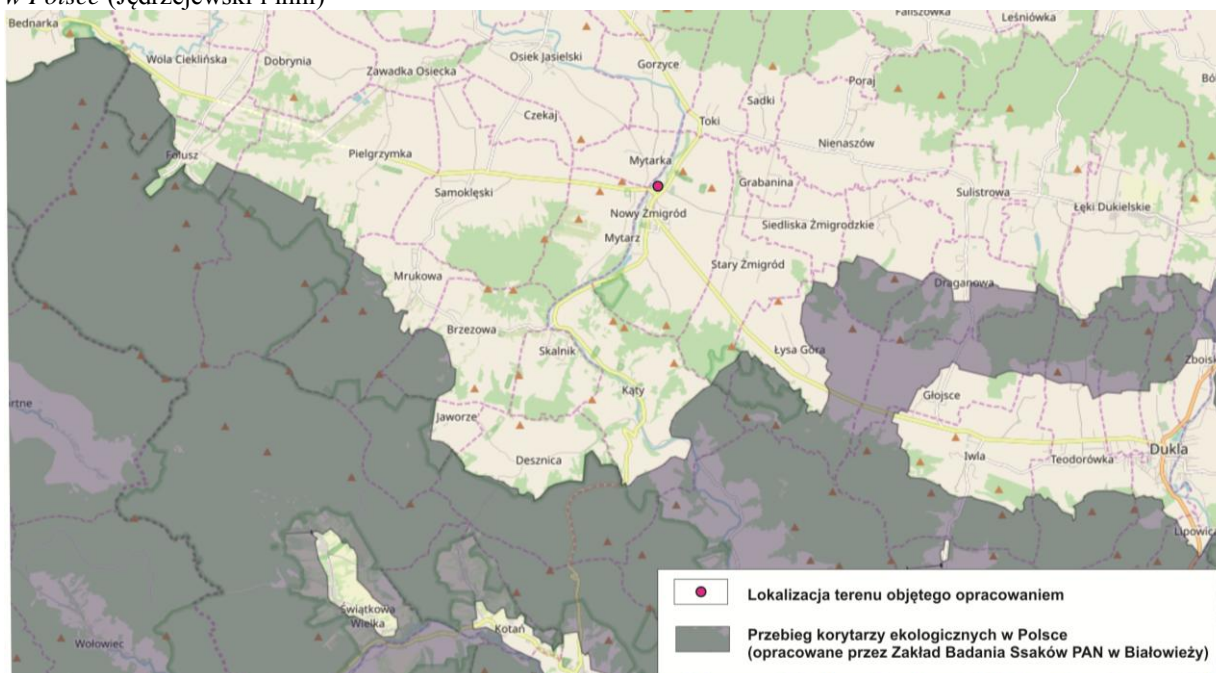 w Polsce (Jędrzejewski i inni)
Bednarka
Faliszówka
Leśniówka
Wola Cieklińska
Dobrynia
Zawadka Osiecka
Osiek Jasielski
Gorzyce
Poraj
Sadki
Czekaj
Toki
Nienaszów
Folusz
Pielgrzymka
Mytarka
Samoklęski
Grabanina
Sulistrowa
Łęki Dukielskie
Nowy Żmigród
Siedliska Żmigrodzkie
Mytarz
Stary Żmigród
Mrukowa
Draganowa
Brzezowa
Skalnik
Łysa Góra
Kąty
Głojsce
Jaworze
Desznica
Iwla
Teodorówka
Dukla
Świątkowa
Wielka
Kotań
Wołowiec
Lokalizacja terenu objętego opracowaniem
Przebieg korytarzy ekologicznych w Polsce
(opracowane przez Zakład Badania Ssaków PAN w Białowieży)